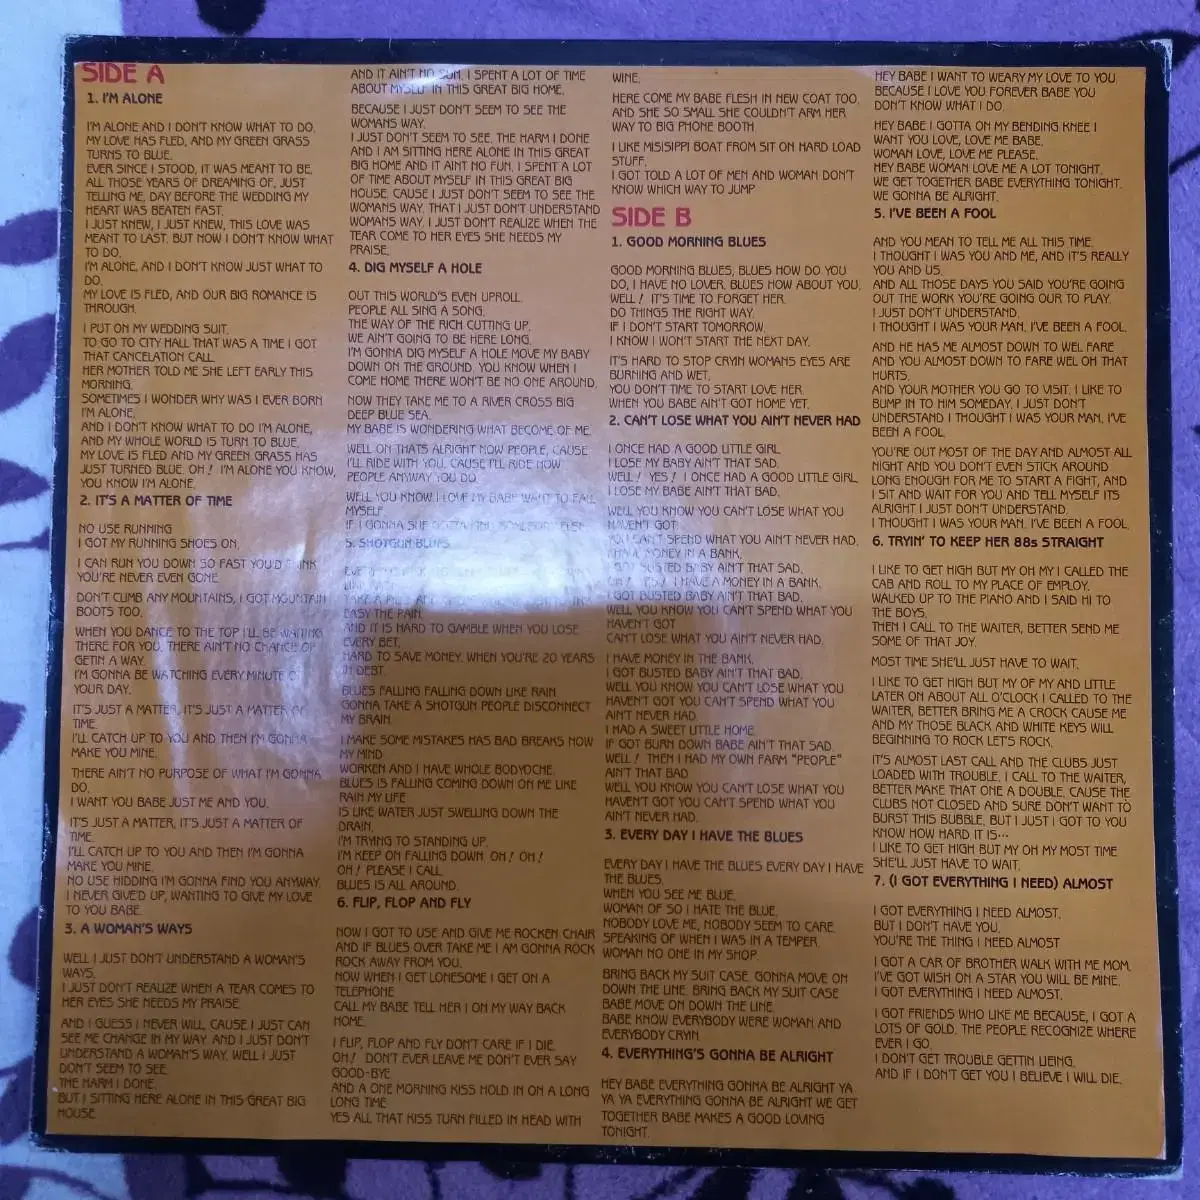 SIDE A
1. I'M ALONE
I'M ALONE AND I DON'T KNOW WHAT TO DO.
MY LOVE HAS FLED, AND MY GREEN GRASS
TURNS TO BLUE.
EVER SINCE I STOOD, IT WAS MEANT TO BE,
ALL THOSE YEARS OF DREAMING OF, JUST
TELLING ME, DAY BEFORE THE WEDDING MY
HEART WAS BEATEN FAST.
I JUST KNEW, I JUST KNEW, THIS LOVE WAS
MEANT TO LAST. BUT NOW I DON'T KNOW WHAT
TO DO.
I'M ALONE, AND I DON'T KNOW JUST WHAT TO
DO.
MY LOVE IS FLED, AND OUR BIG ROMANCE IS
THROUGH.
I PUT ON MY WEDDING SUIT.
TO GO TO CITY HALL THAT WAS A TIME I GOT
THAT CANCELATION CALL.
HER MOTHER TOLD ME SHE LEFT EARLY THIS
MORNING.
SOMETIMES I WONDER WHY WAS I EVER BORN
I'M ALONE,
AND I DON'T KNOW WHAT TO DO I'M ALONE,
AND MY WHOLE WORLD IS TURN TO BLUE,
MY LOVE IS FLED AND MY GREEN GRASS HAS
JUST TURNED BLUE. OH! I'M ALONE YOU KNOW,
YOU KNOW I'M ALONE.
2. IT'S A MATTER OF TIME
NO USE RUNNING
I GOT MY RUNNING SHOES ON.
I CAN RUN YOU DOWN SO FAST YOU'D
YOU'RE NEVER EVEN GONE
DON'T CLIMB ANY MOUNTAINS, I GOT MOUNTAIN
BOOTS TOO.
WHEN YOU DANCE TO THE TOP I'LL BE WAITING
THERE FOR YOU, THERE AIN'T NO CHANCE OF
GETIN A WAY.
I'M GONNA BE WATCHING EVERY MINUTE OF
YOUR DAY.
IT'S JUST A MATTER, IT'S JUST A MATTER OF
TIME.
I'LL CATCH UP TO YOU AND THEN I'M GONNA
MAKE YOU MINE.
THERE AIN'T NO PURPOSE OF WHAT I'M GONNA
DO.
I WANT YOU BABE JUST ME AND YOU.
IT'S JUST A MATTER, IT'S JUST A MATTER OF
TIME.
I'LL CATCH UP TO YOU AND THEN I'M GONNA
MAKE YOU MINE.
NO USE HIDDING I'M GONNA FIND YOU ANYWAY.
I NEVER GIVE'D UP, WANTING TO GIVE MY LOVE
TO YOU BABE.
3. A WOMAN'S WAYS
WELL I JUST DON'T UNDERSTAND A WOMAN'S
WAYS,
I JUST DON'T REALIZE WHEN A TEAR COMES TO
HER EYES SHE NEEDS MY PRAISE.
AND I GUESS I NEVER WILL, CAUSE I JUST CAN
SEE ME CHANGE IN MY WAY. AND I JUST DON'T
UNDERSTAND A WOMAN'S WAY. WELL I JUST
DON'T SEEM TO SEE
THE HARM I DONE.
BUT I SITTING HERE ALONE IN THIS GREAT BIG
HOUSE
AND IT AIN'T NO SUM. I SPENT A LOT OF TIME
ABOUT MYSELF IN THIS GREAT BIG HOME,
BECAUSE I JUST DON'T SEEM TO SEE THE
WOMANS WAY.
I JUST DON'T SEEM TO SEE. THE HARM I DONE
AND I AM SITTING HERE ALONE IN THIS GREAT
BIG HOME AND IT AINT NO FUN, I SPENT A LOT
OF TIME ABOUT MYSELF IN THIS GREAT BIG
HOUSE, CAUSE I JUST DON'T SEEM TO SEE THE
WOMANS WAY, THAT I JUST DON'T UNDERSTAND
WOMAN'S WAY, I JUST DON'T REALIZE WHEN THE
TEAR COME TO HER EYES SHE NEEDS MY
PRAISE.
4. DIG MYSELF A HOLE
OUT THIS WORLD'S EVEN UPROLL.
PEOPLE ALL SING A SONG.
THE WAY OF THE RICH CUTTING UP,
WE AIN'T GOING TO BE HERE LONG.
I'M GONNA DIG MYSELF A HOLE MOVE MY BABY
DOWN ON THE GROUND. YOU KNOW WHEN I
COME HOME THERE WON'T BE NO ONE AROUND.
NOW THEY TAKE ME TO A RIVER CROSS BIG
DEEP BLUE SEA.
MY BABE IS WONDERING WHAT BECOME OF ME.
WELL ON THATS ALRIGHT NOW PEOPLE, CAUSE
I'LL RIDE WITH YOU, CAUSE I'LL RIDE NOW
PEOPLE ANYWAY YOU DO.
WELL YOU KNOW I LOVE MY BABE WANT TO FALL
MYSELF.
IF I GONNA
5. SHOTGUN BLUES
EASY THE PAIN.
AND IT IS HARD TO GAMBLE WHEN YOU LOSE
EVERY BET.
HARD TO SAVE MONEY. WHEN YOU'RE 20 YEARS
IN DEBT.
BLUES FALLING FALLING DOWN LIKE RAIN
GONNA TAKE A SHOTGUN PEOPLE DISCONNECT
MY BRAIN.
I MAKE SOME MISTAKES HAS BAD BREAKS NOW
MY MIND
WORKEN AND I HAVE WHOLE BODYOCHE.
BLUES IS FALLING COMING DOWN ON ME LIKE
RAIN MY LIFE
IS LIKE WATER JUST SWELLING DOWN THE
DRAIN.
I'M TRYING TO STANDING UP.
I'M KEEP ON FALLING DOWN OH! OH!
OH! PLEASE I CALL
BLUES IS ALL AROUND.
6. FLIP, FLOP AND FLY
NOW I GOT TO USE AND GIVE ME ROCKEN CHAIR
AND IF BLUES OVER TAKE ME I AM GONNA ROCK
ROCK AWAY FROM YOU.
NOW WHEN I GET LONESOME I GET ON A
TELEPHONE
CALL MY BABE TELL HER I ON MY WAY BACK
HOME.
I FLIP, FLOP AND FLY DON'T CARE IF I DIE.
OH! DON'T EVER LEAVE ME DON'T EVER SAY
GOOD-BYE.
AND A ONE MORNING KISS HOLD IN ON A LONG
LONG TIME
YES ALL THAT KISS TURN FILLED IN HEAD WITH
WINE.
HERE COME MY BABE FLESH IN NEW COAT TOO.
AND SHE SO SMALL SHE COULDN'T ARM HER
WAY TO BIG PHONE BOOTH
I LIKE MISISIPPI BOAT FROM SIT ON HARD LOAD
STUFF.
I GOT TOLD A LOT OF MEN AND WOMAN DON'T
KNOW WHICH WAY TO JUMP
SIDE B
1. GOOD MORNING BLUES
GOOD MORNING BLUES, BLUES HOW DO YOU
DO, I HAVE NO LOVER, BLUES HOW ABOUT YOU.
WELL! IT'S TIME TO FORGET HER.
DO THINGS THE RIGHT WAY.
IF I DON'T START TOMORROW.
I KNOW I WON'T START THE NEXT DAY.
IT'S HARD TO STOP CRYIN WOMANS EYES ARE
BURNING AND WET.
YOU DON'T TIME TO START LOVE HER.
WHEN YOU BABE AIN'T GOT HOME YET.
2. CAN'T LOSE WHAT YOU AIN'T NEVER HAD
I ONCE HAD A GOOD LITTLE GIRL
I LOSE MY BABY AIN'T THAT SAD.
WELL! YES! I ONCE HAD A GOOD LITTLE GIRL
I LOSE MY BABE AIN'T THAT BAD.
WELL YOU KNOW YOU CAN'T LOSE WHAT YOU
HAVEN'T GOT
YOU CAN'T SPEND WHAT YOU AIN'T NEVER HAD.
I HAVE MONEY IN A BANK,
I GOT BUSTED BABY AIN'T THAT SAD,
OH! YES! I HAVE A MONEY IN A BANK.
I GOT BUSTED BABY AIN'T THAT BAD,
WELL YOU KNOW YOU CAN'T SPEND WHAT YOU
HAVEN'T GOT
CAN'T LOSE WHAT YOU AIN'T NEVER HAD.
I HAVE MONEY IN THE BANK,
I GOT BUSTED BABY AIN'T THAT BAD.
WELL YOU KNOW YOU CAN'T LOSE WHAT YOU
HAVEN'T GOT YOU CAN'T SPEND WHAT YOU
AIN'T NEVER HAD.
I HAD A SWEET LITTLE HOME.
IF GOT BURN DOWN BABE AIN'T THAT SAD.
WELL! THEN I HAD MY OWN FARM "PEOPLE"
AIN'T THAT BAD
WELL YOU KNOW YOU CAN'T LOSE WHAT YOU
HAVEN'T GOT YOU CAN'T SPEND WHAT YOU
AIN'T NEVER HAD.
3. EVERY DAY I HAVE THE BLUES
EVERY DAY I HAVE THE BLUES EVERY DAY I HAVE
THE BLUES.
WHEN YOU SEE ME BLUE,
WOMAN OF SO I HATE THE BLUE,
NOBODY LOVE ME, NOBODY SEEM TO CARE.
SPEAKING OF WHEN I WAS IN A TEMPER.
WOMAN NO ONE IN MY SHOP.
BRING BACK MY SUIT CASE. GONNA MOVE ON
DOWN THE LINE. BRING BACK MY SUIT CASE
BABE MOVE ON DOWN THE LINE.
BABE KNOW EVERYBODY WERE WOMAN AND
EVERYBODY CRYIN.
4. EVERYTHING'S GONNA BE ALRIGHT
HEY BABE EVERYTHING GONNA BE ALRIGHT YA
YA YA EVERYTHING GONNA BE ALRIGHT WE GET
TOGETHER BABE MAKES A GOOD LOVING
TONIGHT.
HEY BABE I WANT TO WEARY MY LOVE TO YOU.
BECAUSE I LOVE YOU FOREVER BABE YOU
DON'T KNOW WHAT I DO.
HEY BABE I GOTTA ON MY BENDING KNEE I
WANT YOU LOVE, LOVE ME BABE.
WOMAN LOVE, LOVE ME PLEASE.
HEY BABE WOMAN LOVE ME A LOT TONIGHT.
WE GET TOGETHER BABE EVERYTHING TONIGHT.
WE GONNA BE ALRIGHT.
5. I'VE BEEN A FOOL
AND YOU MEAN TO TELL ME ALL THIS TIME.
I THOUGHT I WAS YOU AND ME, AND IT'S REALLY
YOU AND US.
AND ALL THOSE DAYS YOU SAID YOU'RE GOING
OUT THE WORK YOU'RE GOING OUR TO PLAY.
I JUST DON'T UNDERSTAND.
I THOUGHT I WAS YOUR MAN. I'VE BEEN A FOOL.
AND HE HAS ME ALMOST DOWN TO WEL FARE
AND YOU ALMOST DOWN TO FARE WEL OH THAT
HURTS.
AND YOUR MOTHER YOU GO TO VISIT. I LIKE TO
BUMP IN TO HIM SOMEDAY. I JUST DON'T
UNDERSTAND I THOUGHT I WAS YOUR MAN. I'VE
BEEN A FOOL
YOU'RE OUT MOST OF THE DAY AND ALMOST ALL
NIGHT AND YOU DON'T EVEN STICK AROUND
LONG ENOUGH FOR ME TO START A FIGHT, AND
I SIT AND WAIT FOR YOU AND TELL MYSELF ITS
ALRIGHT I JUST DON'T UNDERSTAND.
I THOUGHT I WAS YOUR MAN. I'VE BEEN A FOOL.
6. TRYIN' TO KEEP HER 88s STRAIGHT
I LIKE TO GET HIGH BUT MY OH MY I CALLED THE
CAB AND ROLL TO MY PLACE OF EMPLOY.
WALKED UP TO THE PIANO AND I SAID HI TO
THE BOYS.
THEN I CALL TO THE WAITER, BETTER SEND ME
SOME OF THAT JOY.
MOST TIME SHE'LL JUST HAVE TO WAIT.
I LIKE TO GET HIGH BUT MY OF MY AND LITTLE
LATER ON ABOUT ALL O'CLOCK I CALLED TO THE
WAITER, BETTER BRING ME A CROCK CAUSE ME
AND MY THOSE BLACK AND WHITE KEYS WILL
BEGINNING TO ROCK LET'S ROCK.
IT'S ALMOST LAST CALL AND THE CLUBS JUST
LOADED WITH TROUBLE. I CALL TO THE WAITER,
BETTER MAKE THAT ONE A DOUBLE. CAUSE THE
CLUBS NOT CLOSED AND SURE DON'T WANT TO
BURST THIS BUBBLE. BUT I JUST I GOT TO YOU
KNOW HOW HARD IT IS...
I LIKE TO GET HIGH BUT MY OH MY MOST TIME
SHE'LL JUST HAVE TO WAIT.
7. (I GOT EVERYTHING I NEED) ALMOST
I GOT EVERYTHING I NEED ALMOST,
BUT I DON'T HAVE YOU.
YOU'RE THE THING I NEED ALMOST
I GOT A CAR OF BROTHER WALK WITH ME MOM.
I'VE GOT WISH ON A STAR YOU WILL BE MINE.
I GOT EVERYTHING I NEED ALMOST.
I GOT FRIENDS WHO LIKE ME BECAUSE, I GOT A
LOTS OF GOLD. THE PEOPLE RECOGNIZE WHERE
EVER I GO.
I DON'T GET TROUBLE GETTIN LIEING.
AND IF I DON'T GET YOU I BELIEVE I WILL DIE.